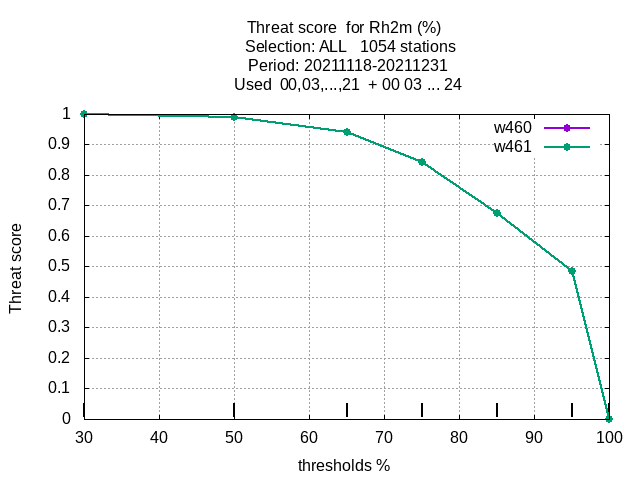 Threat score  for Rh2m (%)
Selection: ALL   1054 stations
Period: 20211118-20211231
Used  00,03,...,21  + 00 03 ... 24
w460
w461
1
0.9
0.8
0.7
0.6
0.5
0.4
0.3
0.2
0.1
0
Threat score
30 40 50 60 70 80 90 100
thresholds %